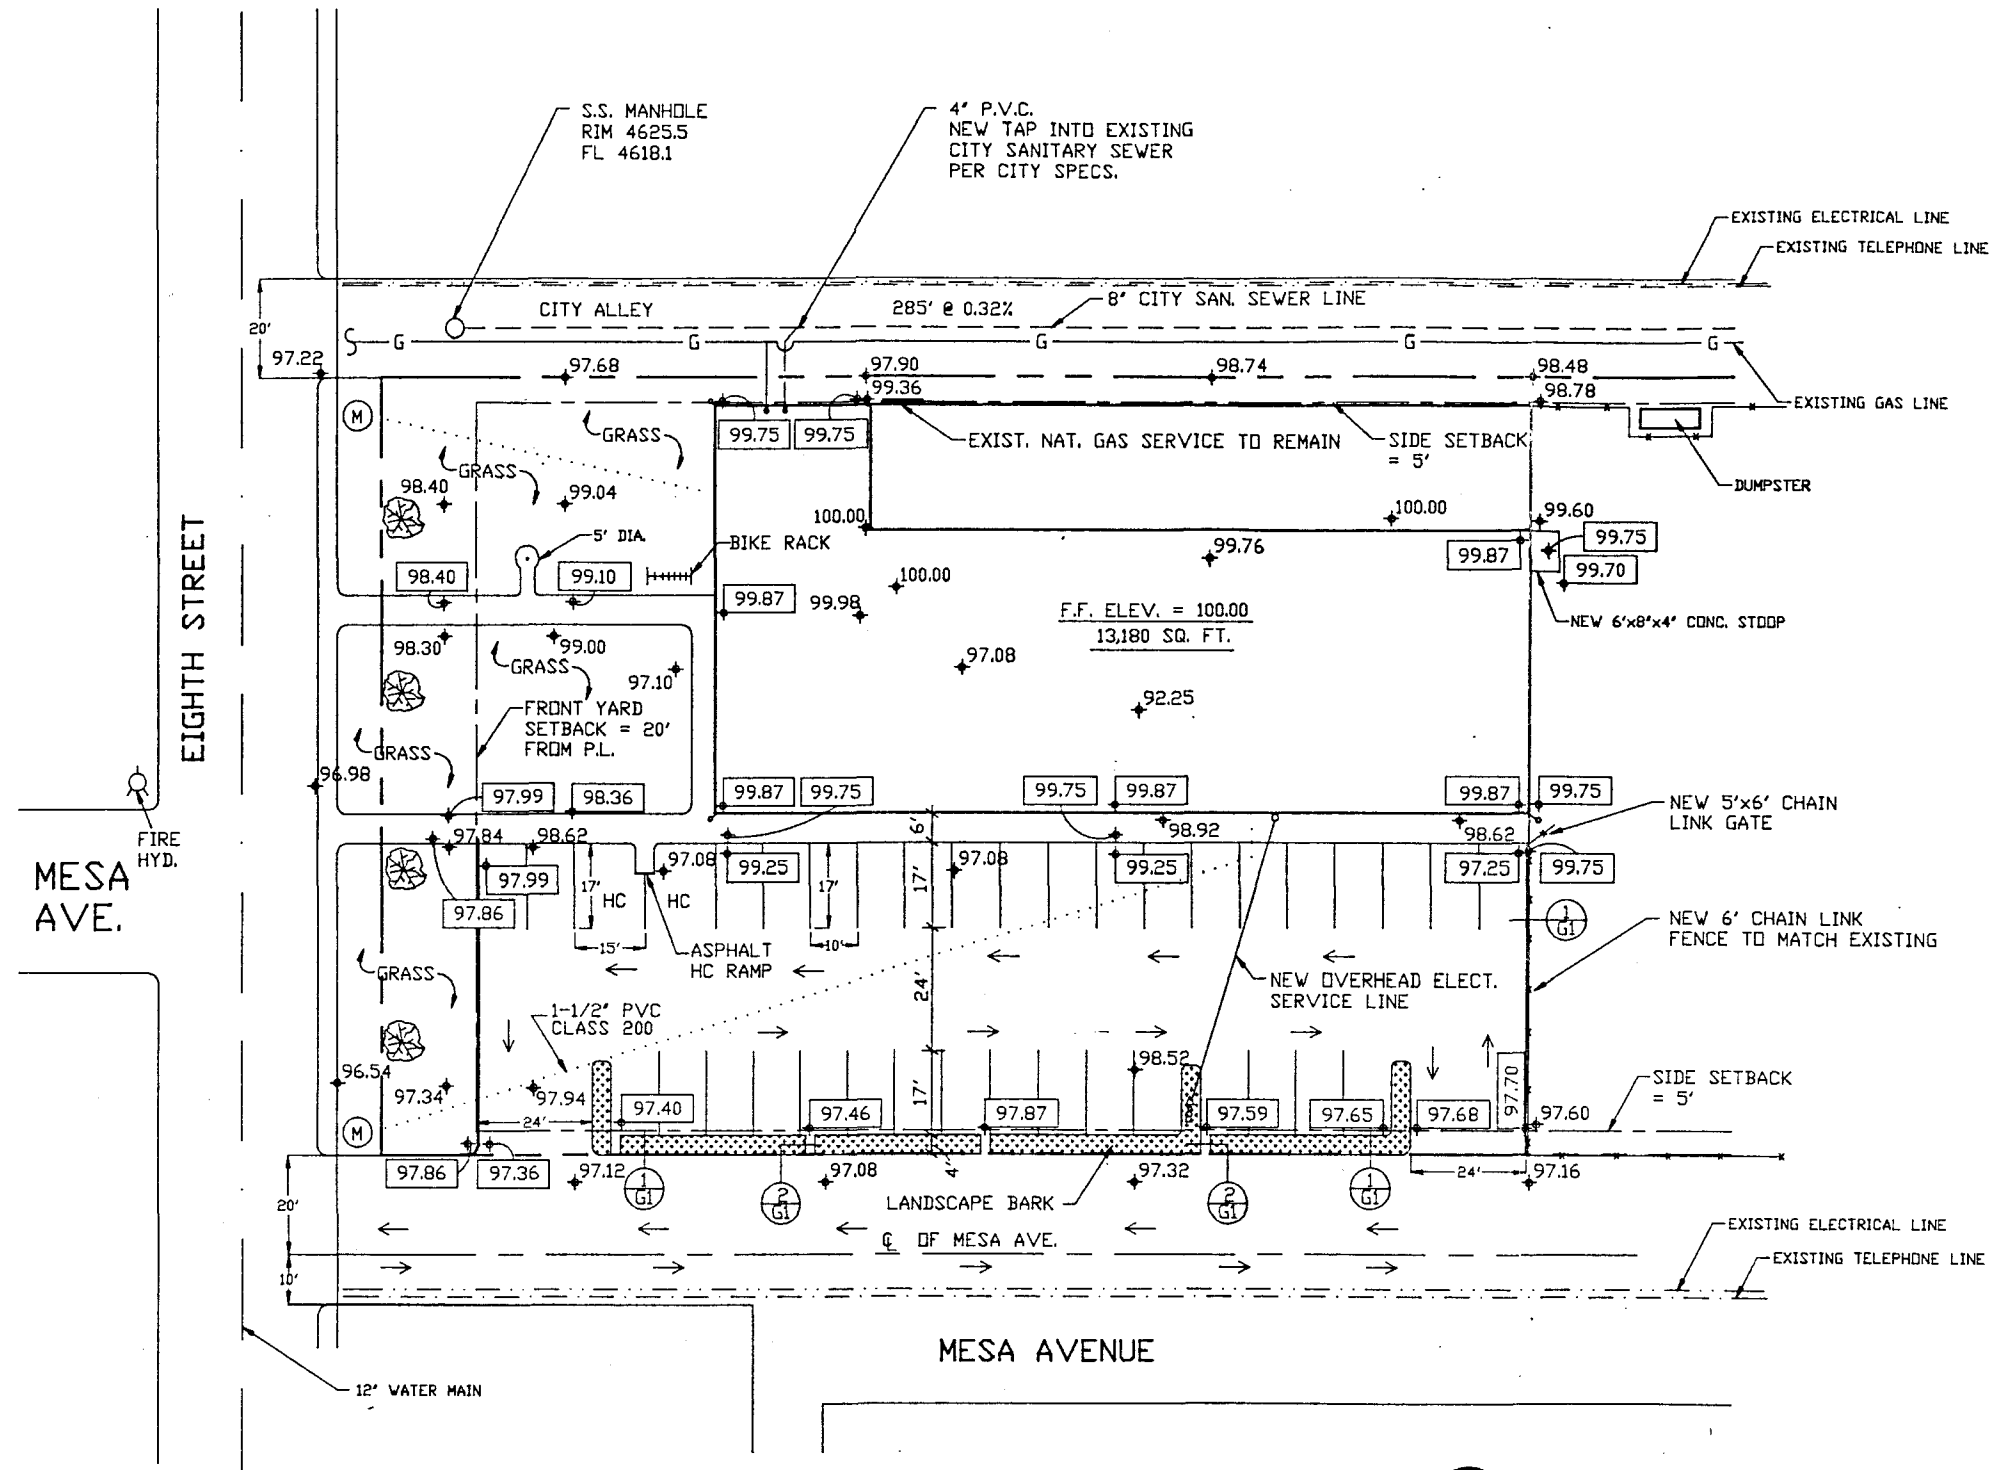 S.S. MANHOLE
RIM 4625.5
FL 4618.1
4" P.V.C.
NEW TAP INTO EXISTING
CITY SANITARY SEWER
PER CITY SPECS.
EXISTING ELECTRICAL LINE
EXISTING TELEPHONE LINE
CITY ALLEY
285' @ 0.32%
8" CITY SAN. SEWER LINE
20'
G G G G G
97.22
97.68
97.90
99.36
98.74
98.48
98.78
EXISTING GAS LINE
M
GRASS
99.75
99.75
EXIST. NAT. GAS SERVICE TO REMAIN
SIDE SETBACK
= 5'
DUMPSTER
GRASS
98.40
99.04
100.00
100.00
99.60
99.75
5' DIA.
BIKE RACK
99.76
99.87
99.70
98.40
99.10
99.87
100.00
99.98
F.F. ELEV. = 100.00
13,180 SQ. FT.
NEW 6'x8'x4" CONC. STOOP
EIGHTH STREET
98.30
99.00
GRASS
97.10
97.08
92.25
FRONT YARD
SETBACK = 20'
FROM P.L.
GRASS
96.98
97.99
98.36
99.87
99.75
99.75
99.87
99.87
99.75
NEW 5'x6' CHAIN
LINK GATE
FIRE
HYD.
MESA
AVE.
97.84
98.62
6'
98.92
98.62
97.08
99.25
97.08
99.25
97.25
99.75
97.99
97.86
17'
HC
HC
17'
17'
15'
10'
1
G1
NEW 6' CHAIN LINK
FENCE TO MATCH EXISTING
ASPHALT
HC RAMP
GRASS
24'
NEW OVERHEAD ELECT.
SERVICE LINE
1-1/2" PVC
CLASS 200
96.54
97.34
97.94
98.52
17'
97.70
SIDE SETBACK
= 5'
24'
97.40
97.46
97.87
97.59
97.65
97.68
97.60
M
97.86
97.36
97.12
97.08
4'
97.32
24'
97.16
1
G1
2
G1
LANDSCAPE BARK
2
G1
1
G1
20'
℄ OF MESA AVE.
10'
EXISTING ELECTRICAL LINE
EXISTING TELEPHONE LINE
MESA AVENUE
12" WATER MAIN